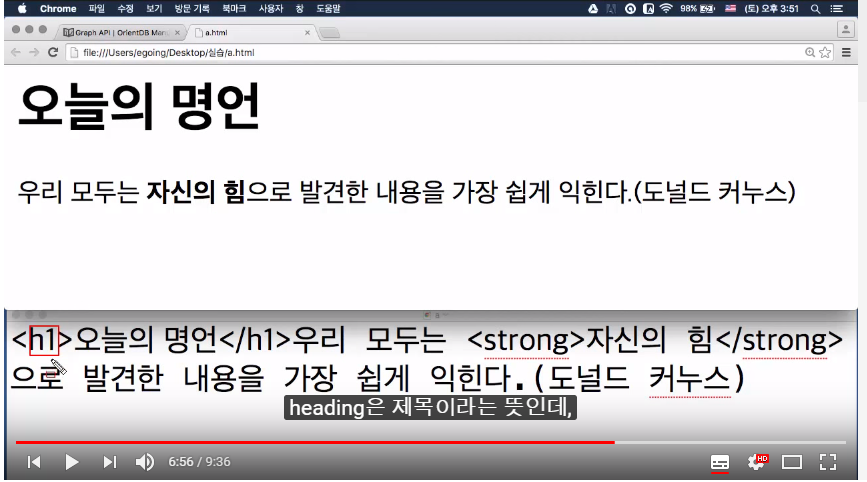 Chrome 파일 수정 보기 방문 기록 북마크 사용자 창 도움말 98% (토) 오후 3:51
Graph API | OrientDB Man a.html
file:///Users/egoing/Desktop/실습/a.html
오늘의 명언
우리 모두는 자신의 힘으로 발견한 내용을 가장 쉽게 익힌다.(도널드 커누스)
<h1>오늘의 명언</h1>우리 모두는 <strong>자신의 힘</strong>
으로 발견한 내용을 가장 쉽게 익힌다.(도널드 커누스)
heading은 제목이라는 뜻인데,
6:56 / 9:36 HD